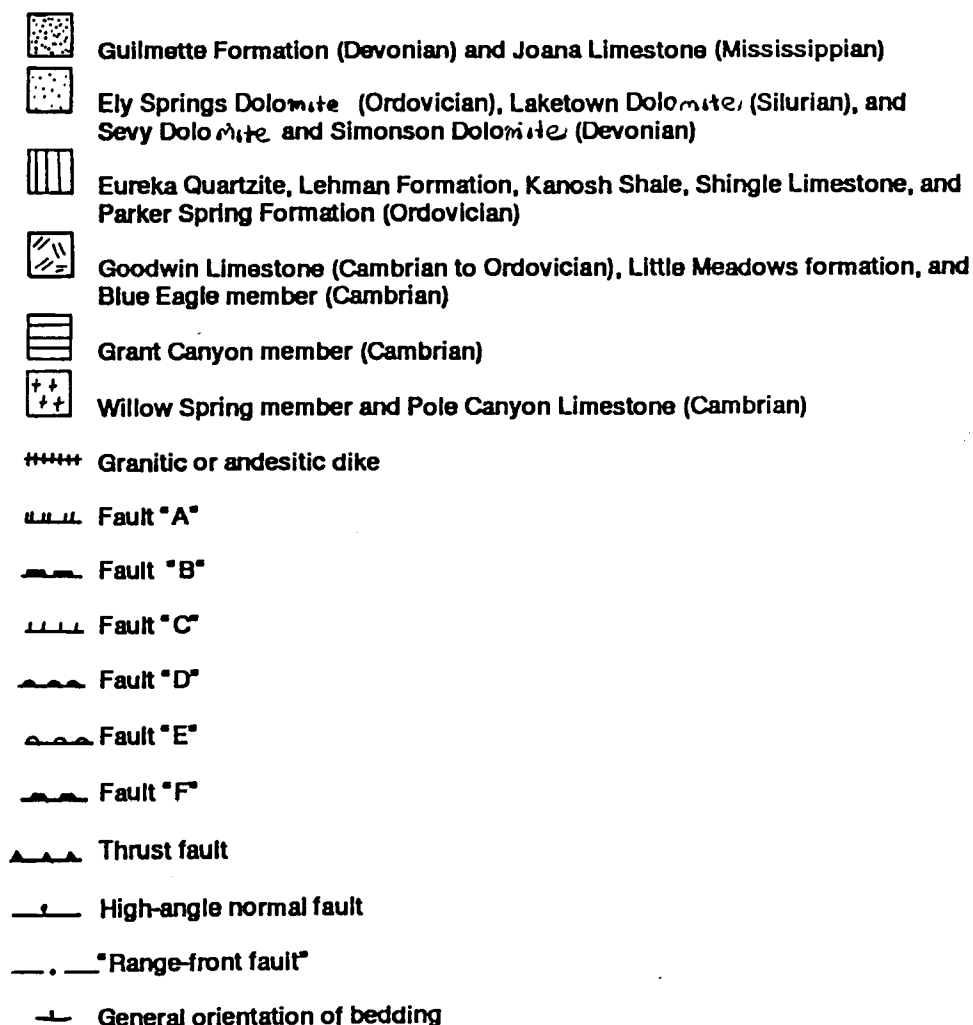 Guilmette Formation (Devonian) and Joana Limestone (Mississippian)
Ely Springs Dolomite (Ordovician), Laketown Dolomite, (Silurian), and
Sevy Dolomite and Simonson Dolomite (Devonian)
Eureka Quartzite, Lehman Formation, Kanosh Shale, Shingle Limestone, and
Parker Spring Formation (Ordovician)
Goodwin Limestone (Cambrian to Ordovician), Little Meadows formation, and
Blue Eagle member (Cambrian)
Grant Canyon member (Cambrian)
Willow Spring member and Pole Canyon Limestone (Cambrian)
Granitic or andesitic dike
Fault "A"
Fault "B"
Fault "C"
Fault "D"
Fault "E"
Fault "F"
Thrust fault
High-angle normal fault
"Range-front fault"
General orientation of bedding